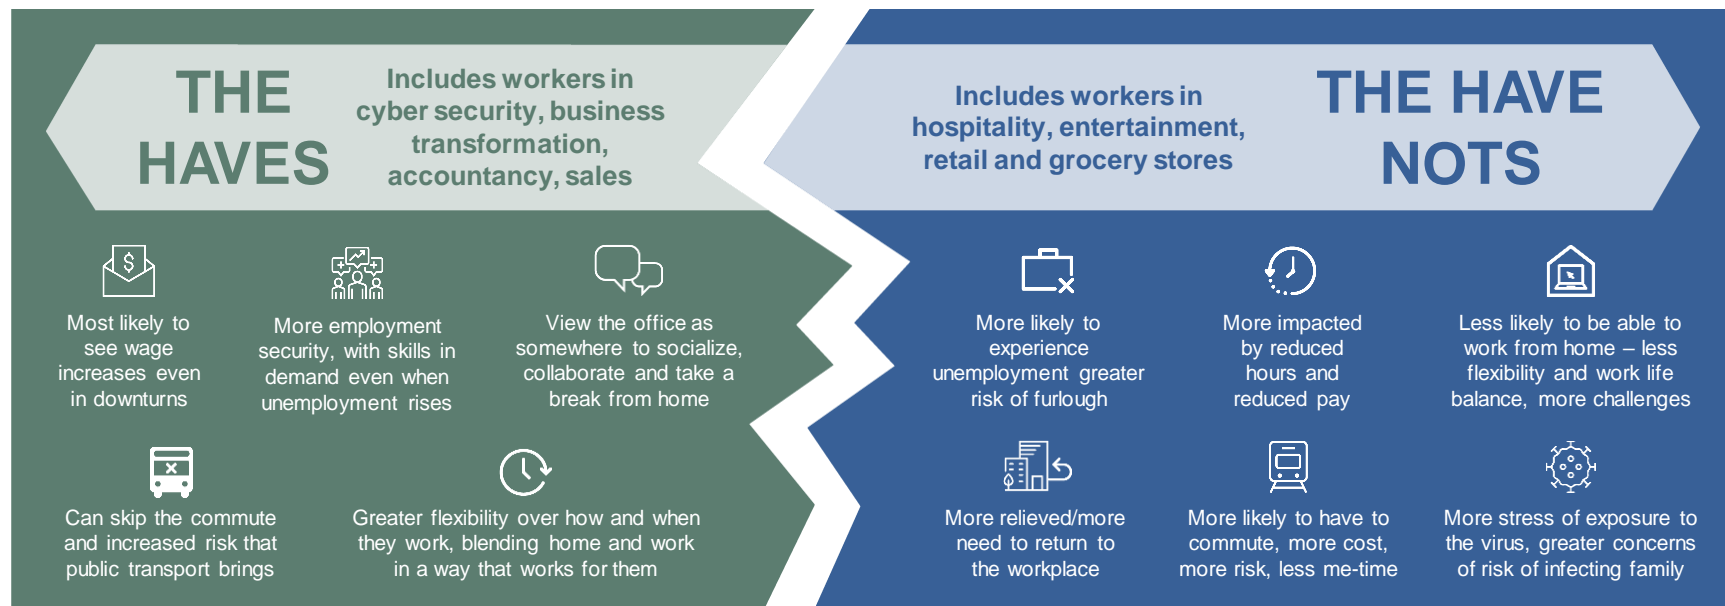 THE
HAVES
Includes workers in
cyber security, business
transformation,
accountancy, sales
Most likely to
see wage
increases even
in downturns
More employment
security, with skills in
demand even when
unemployment rises
View the office as
somewhere to socialize,
collaborate and take a
break from home
Can skip the commute
and increased risk that
public transport brings
Greater flexibility over how and when
they work, blending home and work
in a way that works for them
Includes workers in
hospitality, entertainment,
retail and grocery stores
THE HAVE
NOTS
More likely to
experience
unemployment greater
risk of furlough
More impacted
by reduced
hours and
reduced pay
Less likely to be able to
work from home – less
flexibility and work life
balance, more challenges
More relieved/more
need to return to
the workplace
More likely to have to
commute, more cost,
more risk, less me-time
More stress of exposure to
the virus, greater concerns
of risk of infecting family